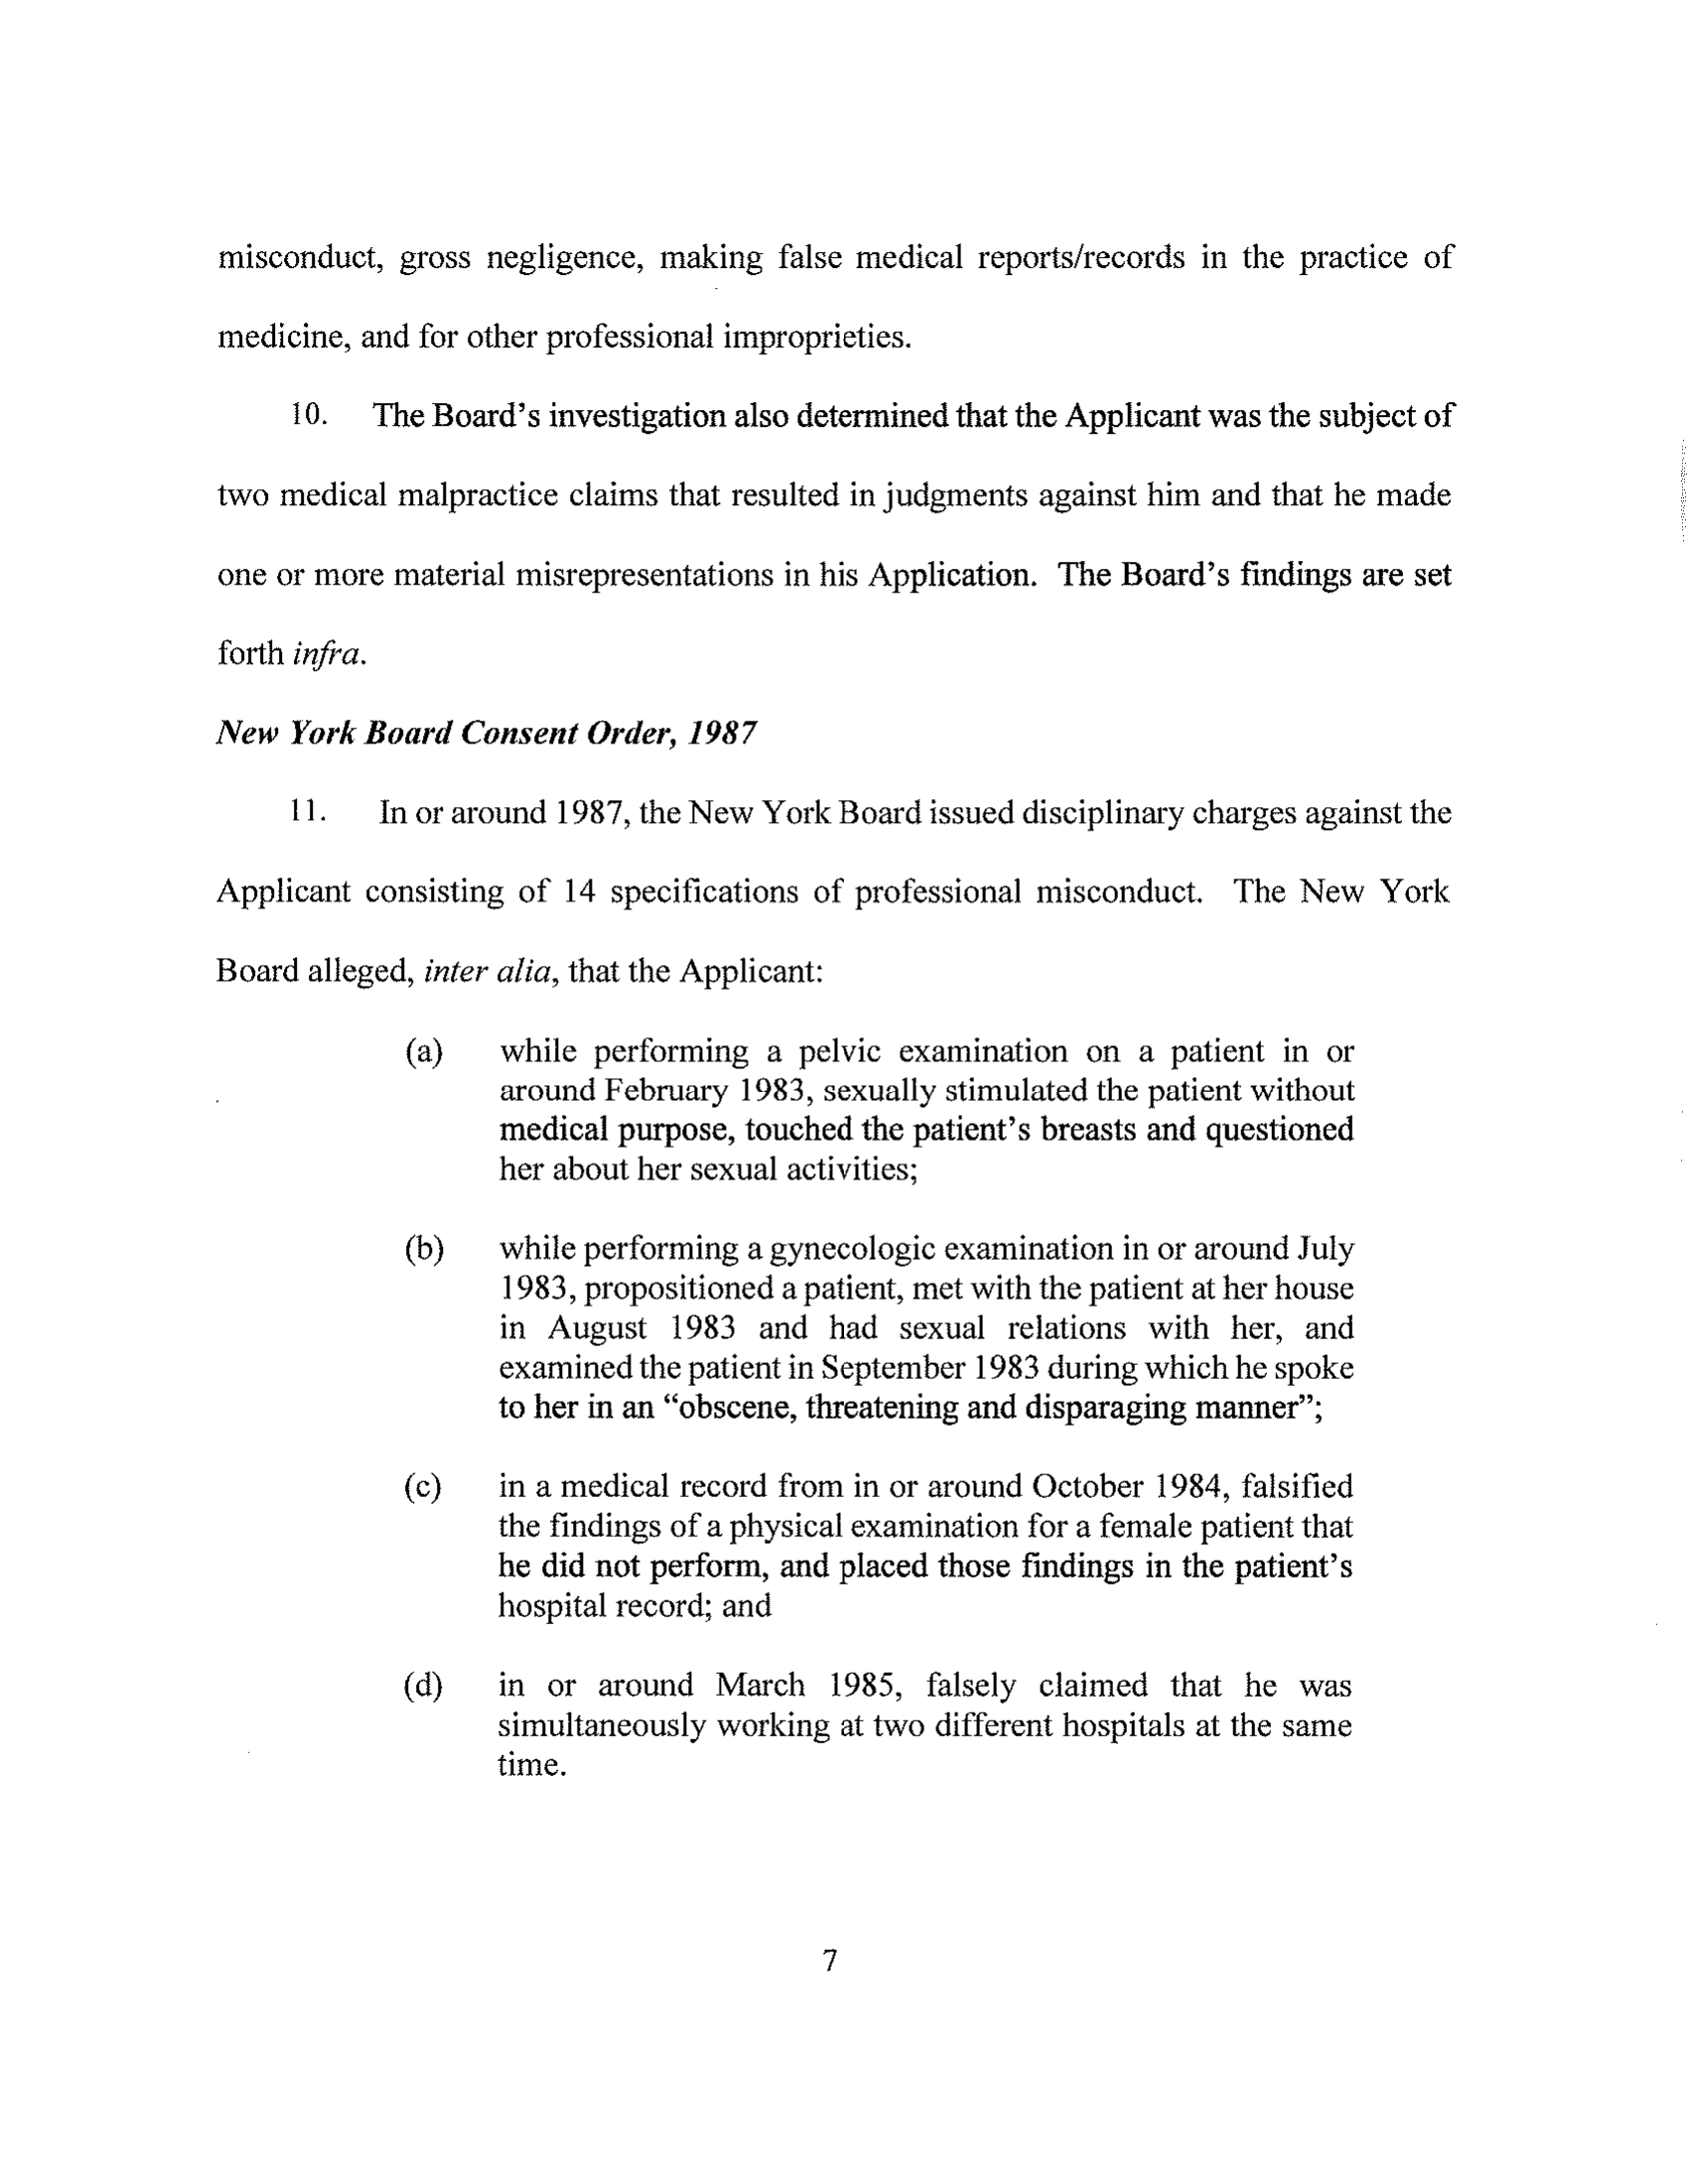 misconduct, gross negligence, making false medical reports/records in the practice of
medicine, and for other professional improprieties.
10. The Board's investigation also determined that the Applicant was the subject of
two medical malpractice claims that resulted in judgments against him and that he made
one or more material misrepresentations in his Application. The Board's findings are set
forth infra.
New York Board Consent Order, 1987
11. In or around 1987, the New York Board issued disciplinary charges against the
Applicant consisting of 14 specifications of professional misconduct. The New York
Board alleged, inter alia, that the Applicant:
(a) while performing a pelvic examination on a patient in or
around February 1983, sexually stimulated the patient without
medical purpose, touched the patient's breasts and questioned
her about her sexual activities;
(b) while performing a gynecologic examination in or around July
1983, propositioned a patient, met with the patient at her house
in August 1983 and had sexual relations with her, and
examined the patient in September 1983 during which he spoke
to her in an “obscene, threatening and disparaging manner”;
(c) in a medical record from in or around October 1984, falsified
the findings of a physical examination for a female patient that
he did not perform, and placed those findings in the patient's
hospital record; and
(d) in or around March 1985, falsely claimed that he was
simultaneously working at two different hospitals at the same
time.
7